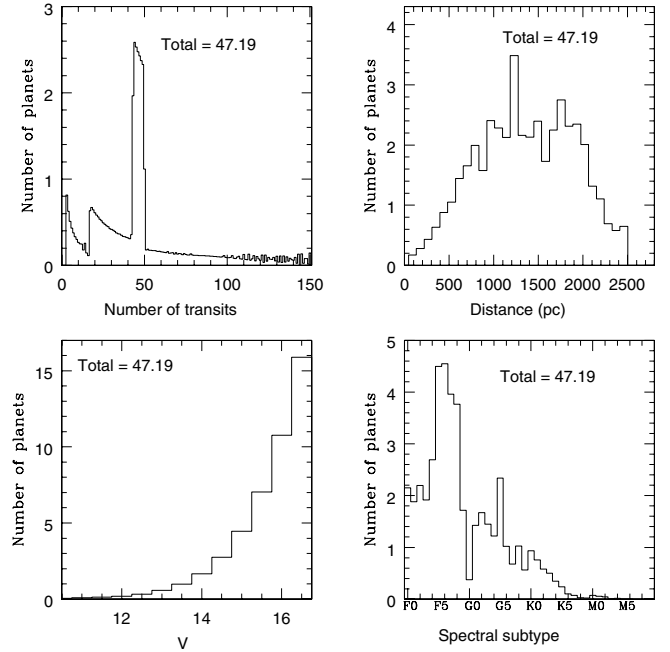 Total = 47.19
Number of planets
0
1
2
3
0
50
100
150
Number of transits
Total = 47.19
Number of planets
0
1
2
3
4
0
500
1000
1500
2000
2500
Distance (pc)
Total = 47.19
Number of planets
0
5
10
15
12
14
16
V
Total = 47.19
Number of planets
0
1
2
3
4
5
F0
F5
G0
G5
K0
K5
M0
M5
Spectral subtype